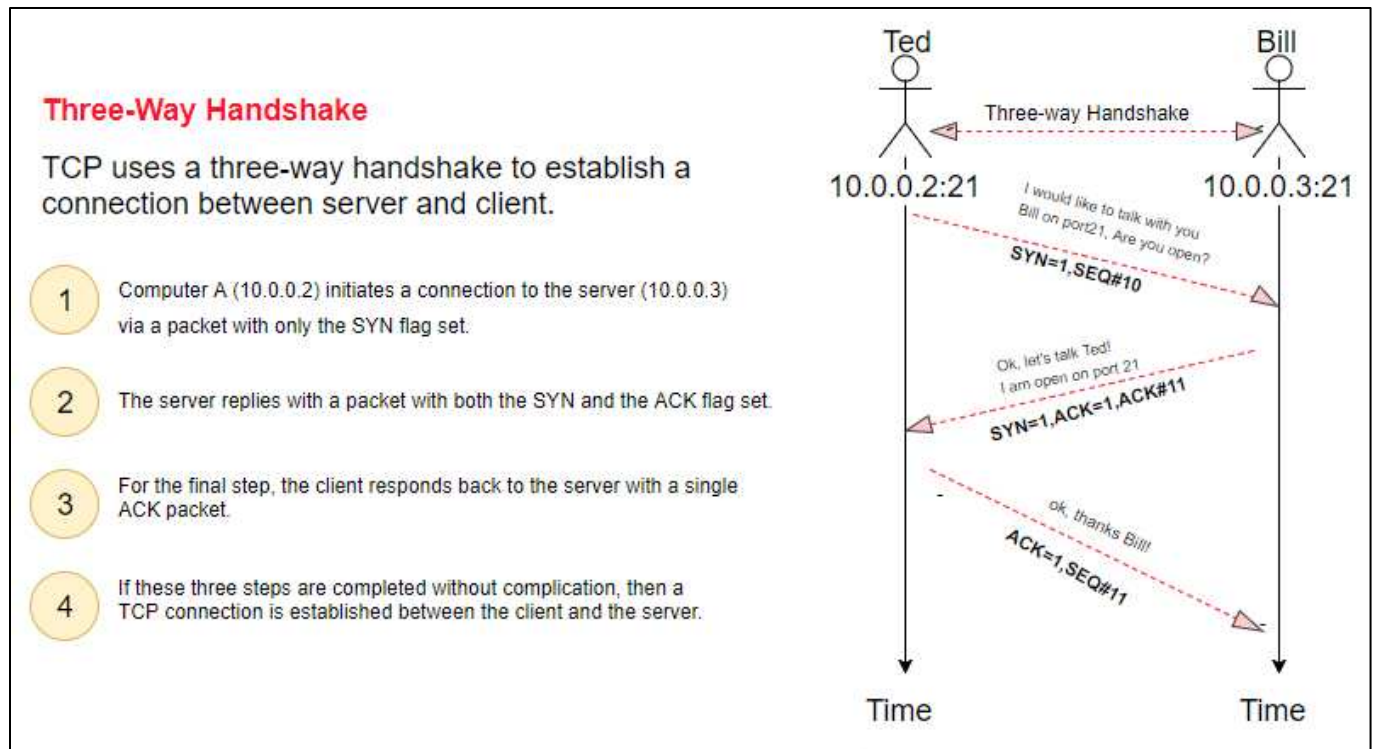 Three-Way Handshake
TCP uses a three-way handshake to establish a
connection between server and client.
1
Computer A (10.0.0.2) initiates a connection to the server (10.0.0.3)
via a packet with only the SYN flag set.
2
The server replies with a packet with both the SYN and the ACK flag set.
3
For the final step, the client responds back to the server with a single
ACK packet.
4
If these three steps are completed without complication, then a
TCP connection is established between the client and the server.
Ted
Bill
Three-way Handshake
10.0.0.2:21
10.0.0.3:21
I would like to talk with you
Bill on port21, Are you open?
SYN=1,SEQ#10
Ok, let's talk Ted!
I am open on port 21
SYN=1,ACK=1,ACK#11
ok, thanks Bill!
ACK=1,SEQ#11
Time
Time